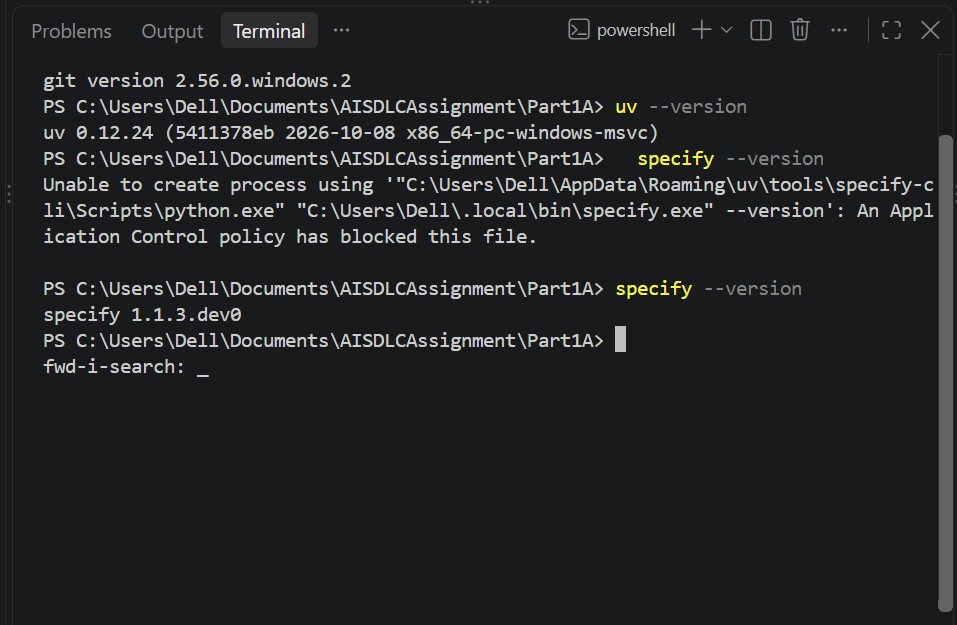 Problems Output Terminal ... powershell ...
git version 2.56.0.windows.2
PS C:\Users\Dell\Documents\AISDLCAssignment\Part1A> uv --version
uv 0.12.24 (5411378eb 2026-10-08 x86_64-pc-windows-msvc)
PS C:\Users\Dell\Documents\AISDLCAssignment\Part1A>   specify --version
Unable to create process using '"C:\Users\Dell\AppData\Roaming\uv\tools\specify-c
li\Scripts\python.exe" "C:\Users\Dell\.local\bin\specify.exe" --version': An Appl
ication Control policy has blocked this file.
PS C:\Users\Dell\Documents\AISDLCAssignment\Part1A> specify --version
specify 1.1.3.dev0
PS C:\Users\Dell\Documents\AISDLCAssignment\Part1A>
fwd-i-search: _